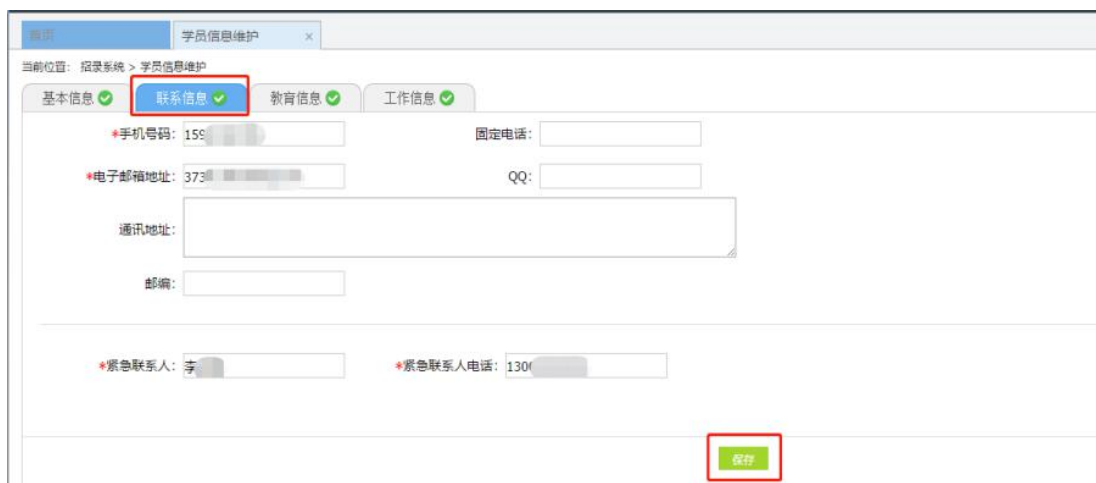 首页 学员信息维护 ×
当前位置： 招录系统 > 学员信息维护
基本信息 联系信息 教育信息 工作信息
*手机号码： 159 固定电话：
*电子邮箱地址： 373 QQ：
通讯地址：
邮编：
*紧急联系人： 李 *紧急联系人电话： 130
保存